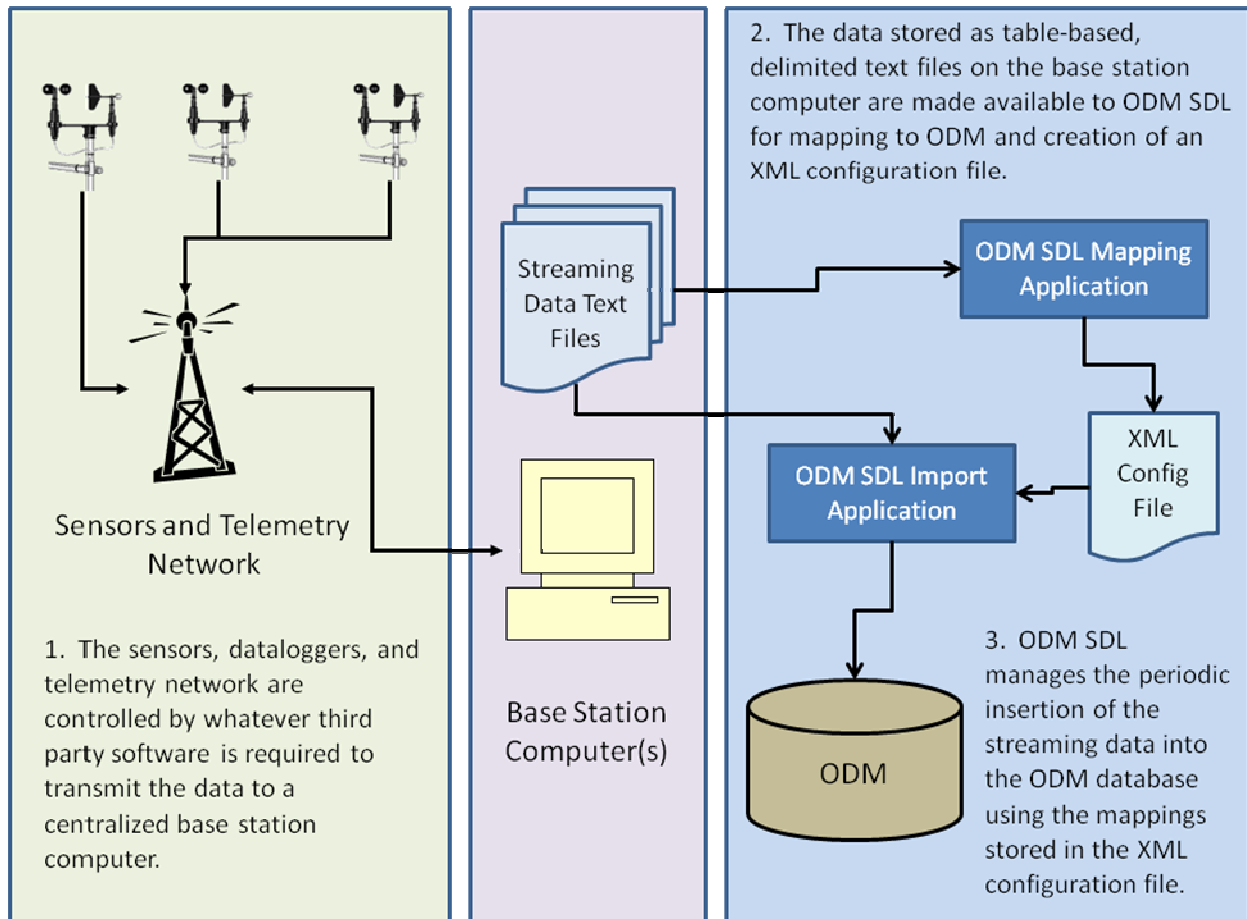 Sensors and Telemetry
Network
1. The sensors, dataloggers, and
telemetry network are
controlled by whatever third
party software is required to
transmit the data to a
centralized base station
computer.
Streaming
Data Text
Files
Base Station
Computer(s)
2. The data stored as table-based,
delimited text files on the base station
computer are made available to ODM SDL
for mapping to ODM and creation of an
XML configuration file.
ODM SDL Mapping
Application
XML
Config
File
ODM SDL Import
Application
ODM
3. ODM SDL
manages the periodic
insertion of the
streaming data into
the ODM database
using the mappings
stored in the XML
configuration file.